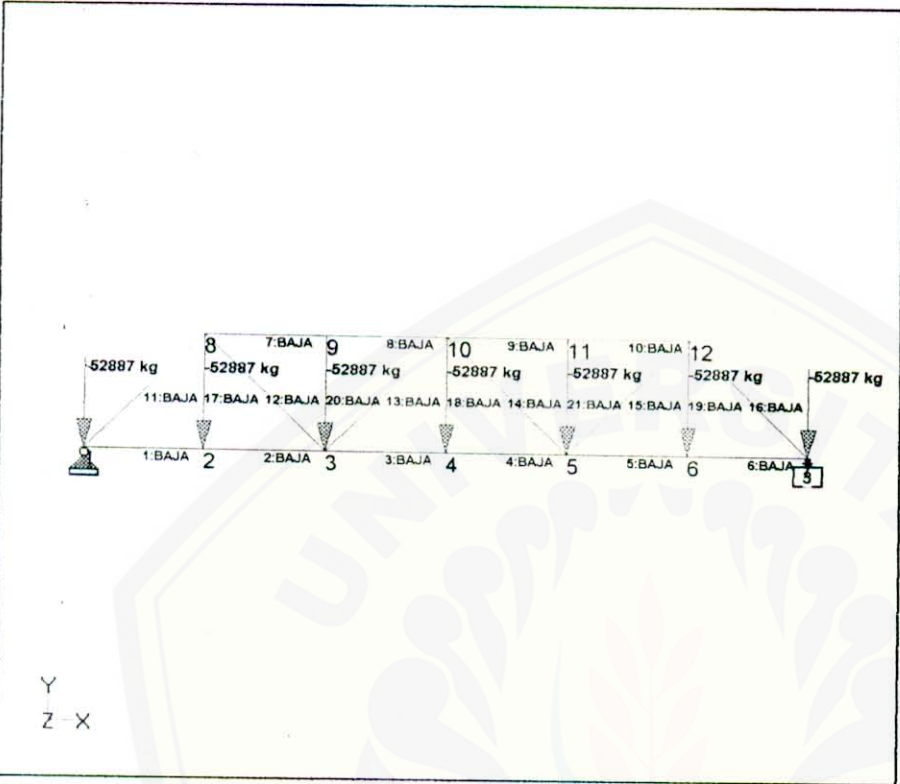 8 7:BAJA 9 8:BAJA 10 9:BAJA 11 10:BAJA 12
-52887 kg -52887 kg -52887 kg -52887 kg -52887 kg -52887 kg -52887 kg
11:BAJA 17:BAJA 12:BAJA 20:BAJA 13:BAJA 18:BAJA 14:BAJA 21:BAJA 15:BAJA 19:BAJA 16:BAJA
1:BAJA 2 2:BAJA 3 3:BAJA 4 4:BAJA 5 5:BAJA 6 6:BAJA
Y
Z X